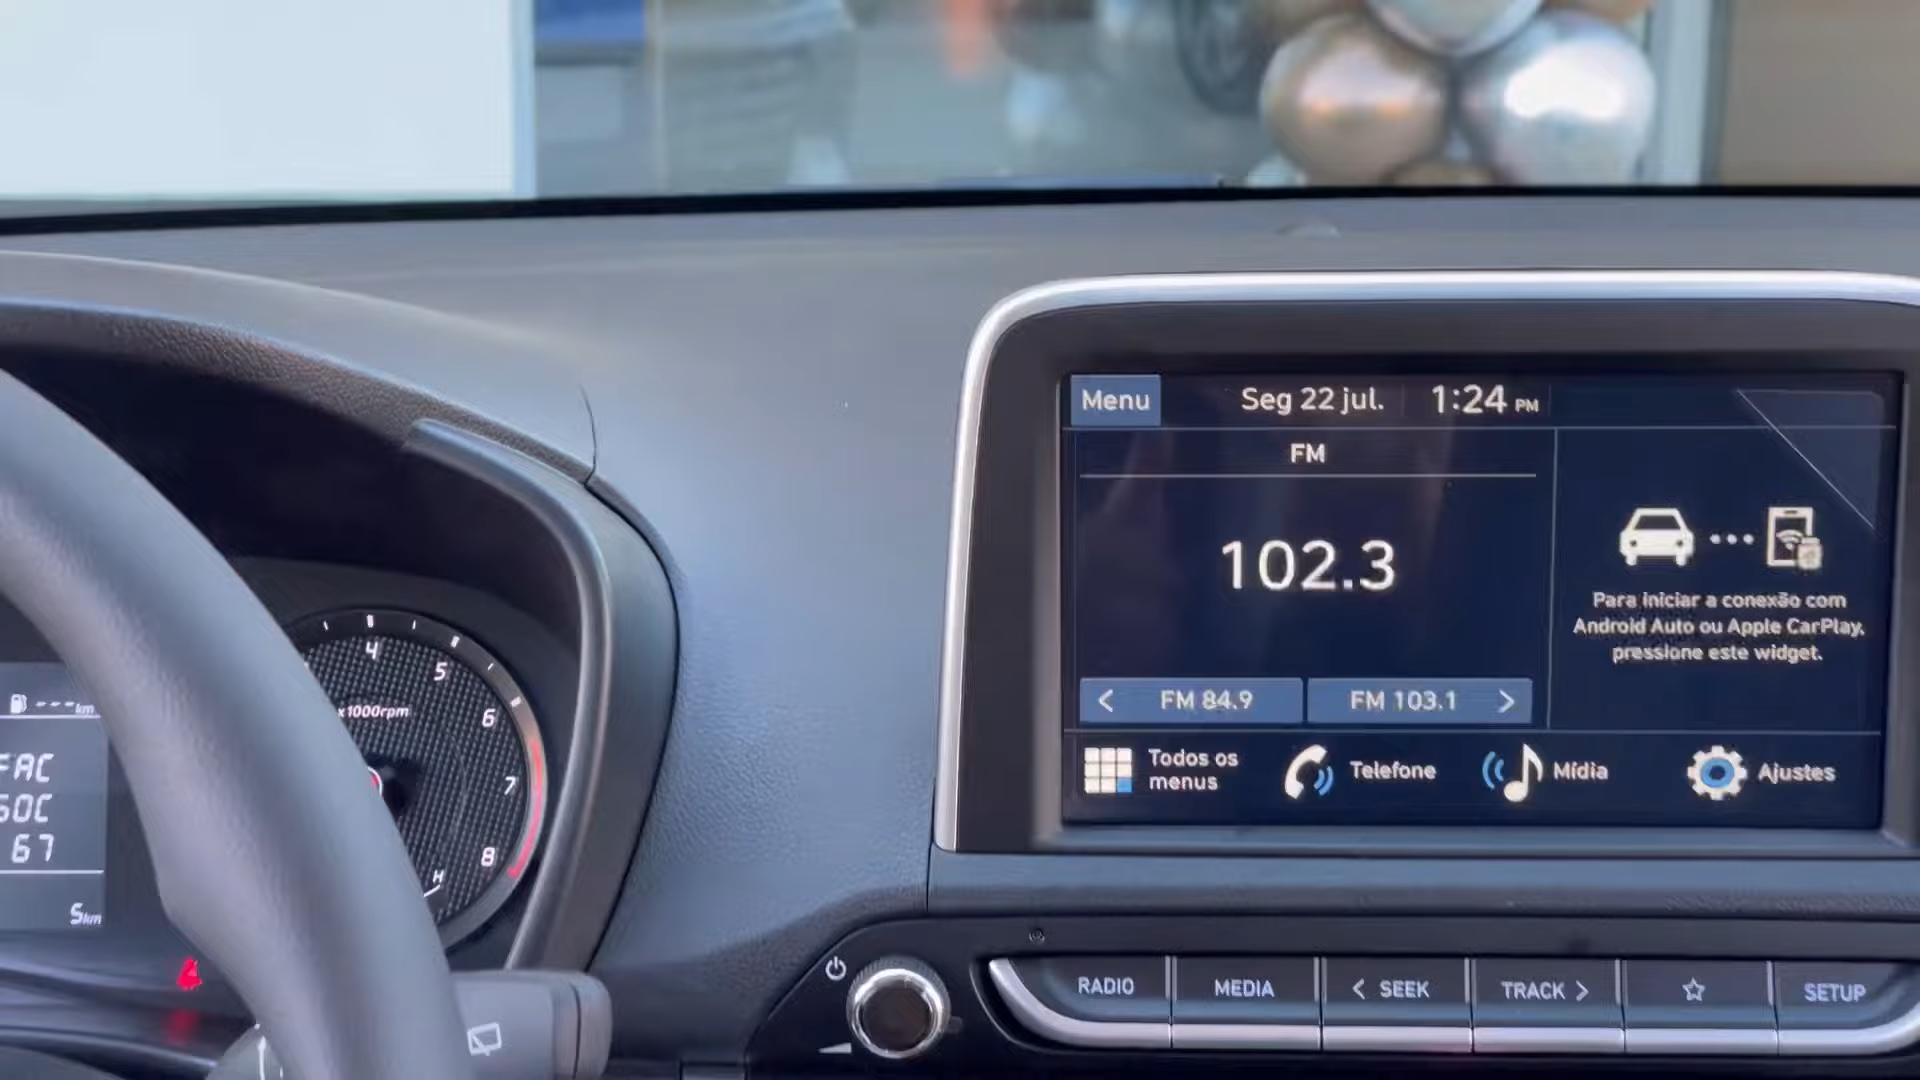 Menu
Seg 22 jul.
1:24 PM
FM
102.3
Para iniciar a conexão com
Android Auto ou Apple CarPlay,
pressione este widget.
< FM 84.9
FM 103.1 >
Todos os
menus
Telefone
Mídia
Ajustes
RADIO
MEDIA
< SEEK
TRACK >
SETUP
4
5
6
7
8
x1000rpm
H
---km
67
5km